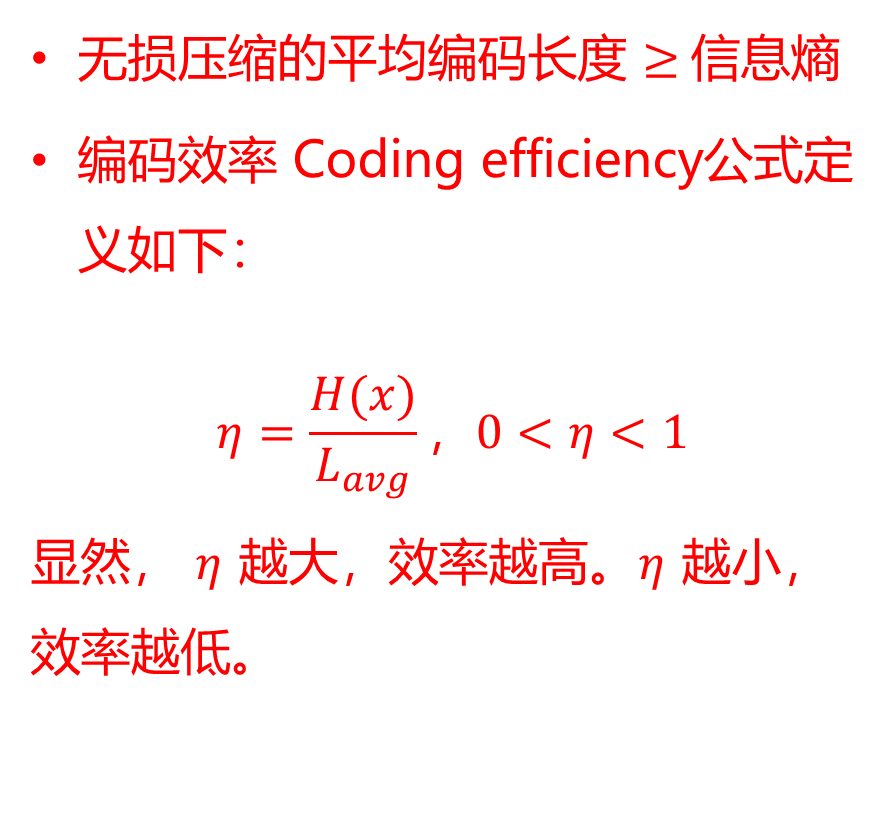 • 无损压缩的平均编码长度 ≥ 信息熵
• 编码效率 Coding efficiency公式定
义如下：
η = H(x) / L_avg ，0 < η < 1
显然， η 越大，效率越高。η 越小，
效率越低。